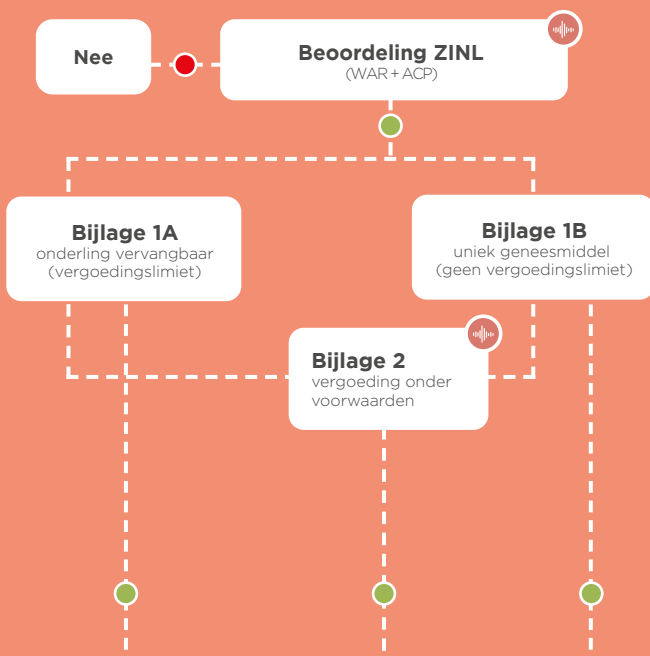 Nee
Beoordeling ZINL
(WAR + ACP)
Bijlage 1A
onderling vervangbaar
(vergoedingslimiet)
Bijlage 1B
uniek geneesmiddel
(geen vergoedingslimiet)
Bijlage 2
vergoeding onder
voorwaarden